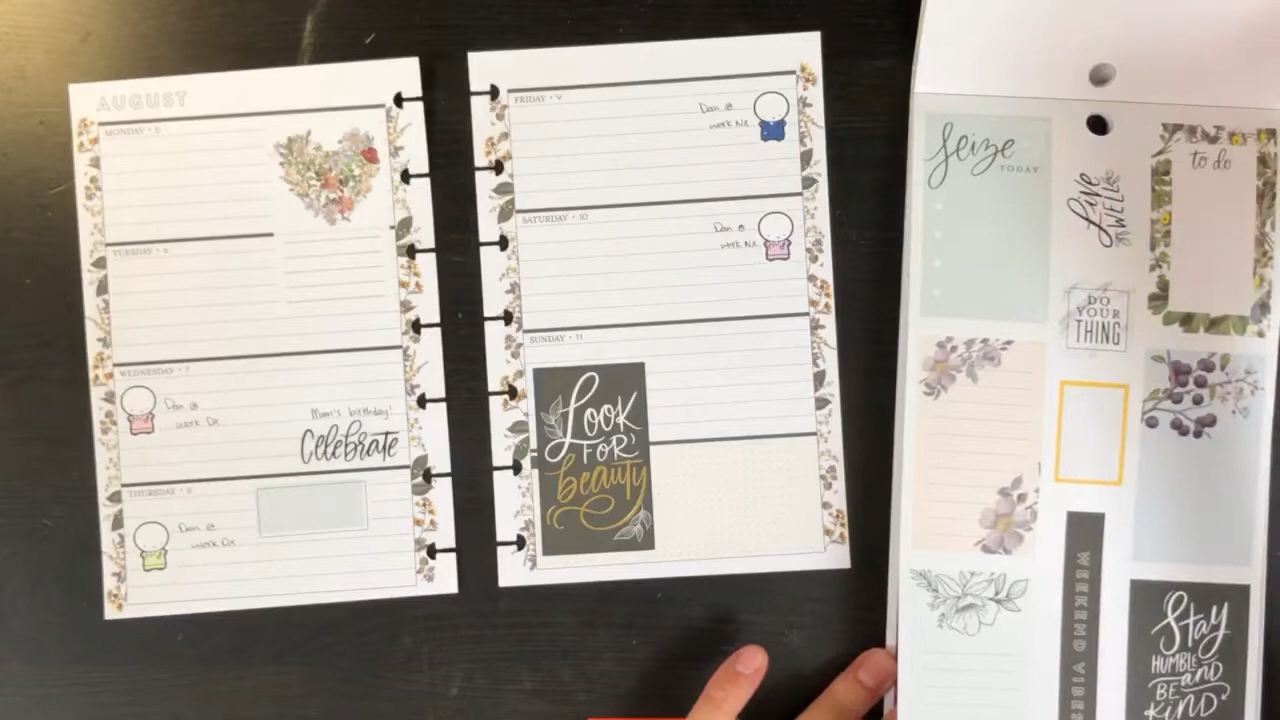 AUGUST
MONDAY • 5
TUESDAY • 6
WEDNESDAY • 7
Dan @
work DX
Mom's birthday!
Celebrate
THURSDAY • 8
Dan @
work DX
FRIDAY • 9
Dan @
work NX
SATURDAY • 10
Dan @
work NX
SUNDAY • 11
Look
FOR
beauty
Seize
TODAY
Live
WELL
to do
DO
YOUR
THING
WEEKEND VIBES
Stay
HUMBLE and
BE
KIND